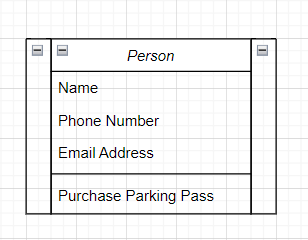 Person
Name
Phone Number
Email Address
Purchase Parking Pass